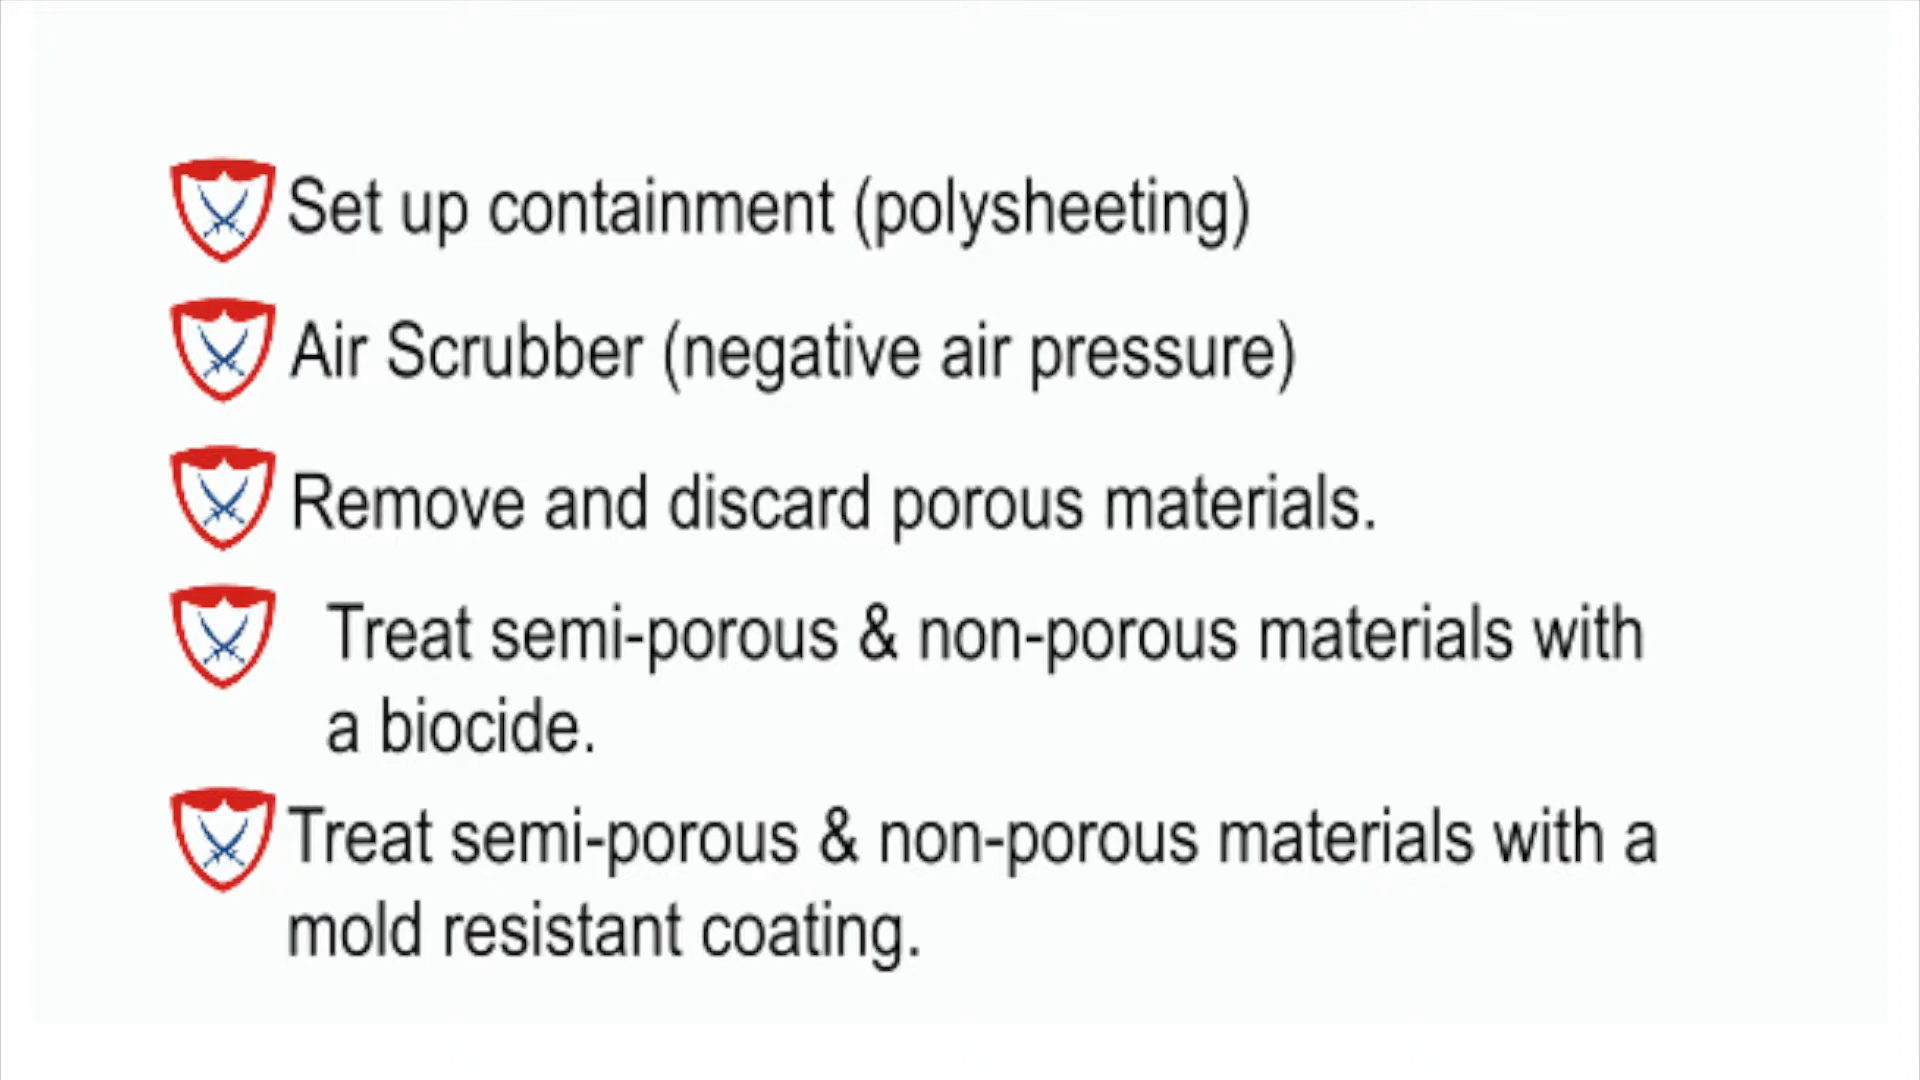 Set up containment (polysheeting)
Air Scrubber (negative air pressure)
Remove and discard porous materials.
Treat semi-porous & non-porous materials with
a biocide.
Treat semi-porous & non-porous materials with a
mold resistant coating.